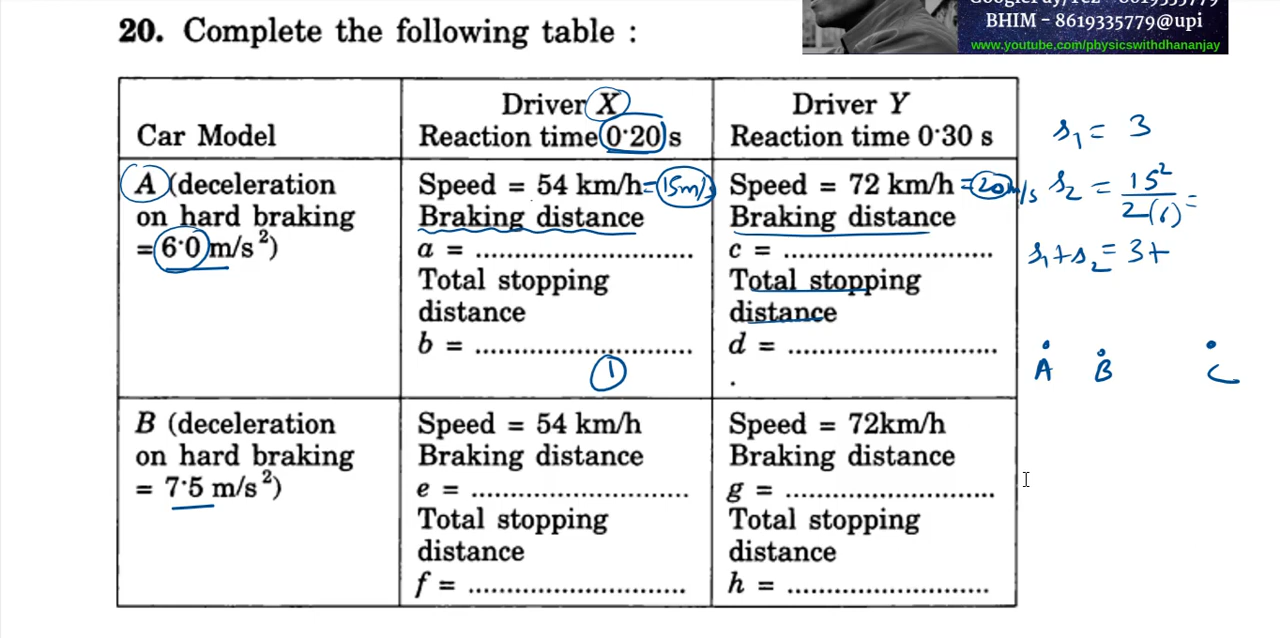 GooglePay/Tez - 8619335779
BHIM - 8619335779@upi
www.youtube.com/physicswithdhananjay
20. Complete the following table :
Car Model
Driver X
Reaction time 0·20 s
Driver Y
Reaction time 0·30 s
A (deceleration
on hard braking
= 6·0 m/s²)
Speed = 54 km/h = 15m/s
Braking distance
a = ..............................
Total stopping
distance
b = ..............................
1
Speed = 72 km/h = 20m/s
Braking distance
c = ..............................
Total stopping
distance
d = ..............................
.
B (deceleration
on hard braking
= 7·5 m/s²)
Speed = 54 km/h
Braking distance
e = ..............................
Total stopping
distance
f = ..............................
Speed = 72km/h
Braking distance
g = ..............................
Total stopping
distance
h = ..............................
s₁ = 3
s₂ = 15²/2(6) =
s₁+s₂ = 3+
A B C